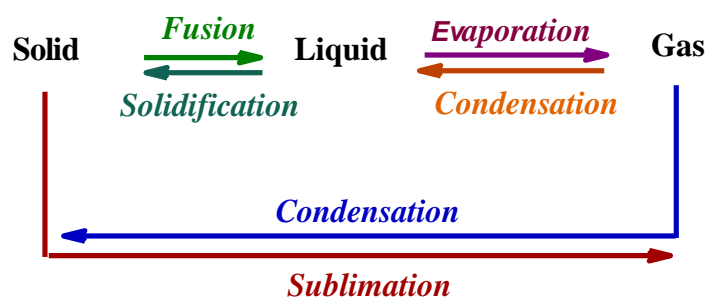 Fusion
Evaporation
Solid
Liquid
Gas
Solidification
Condensation
Condensation
Sublimation